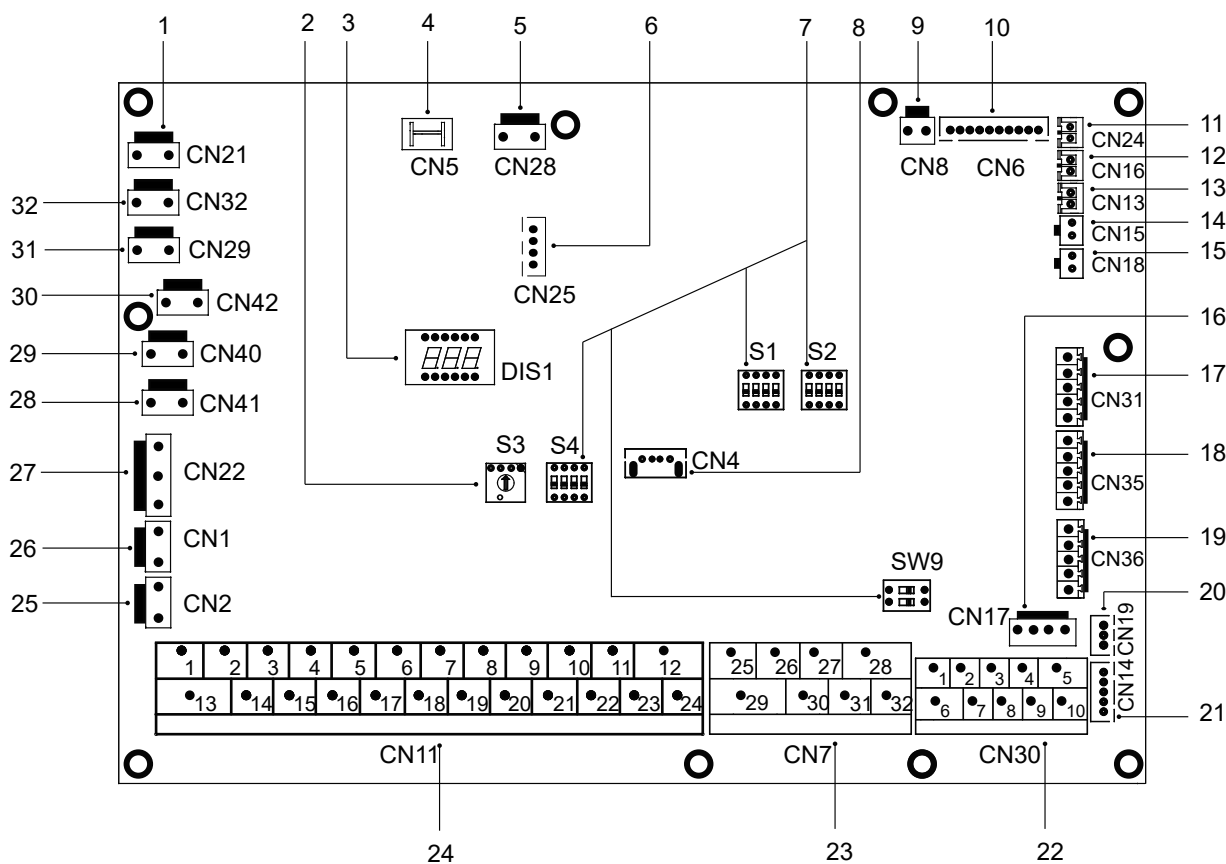 1 2 3 4 5 6 7 8 9 10
CN21
CN5
CN28
CN8
CN6
11
CN24
12
CN16
13
CN13
14
CN15
15
CN18
32
CN32
31
CN29
30
CN42
CN25
16
29
CN40
DIS1
S1
S2
28
CN41
17
CN31
27
CN22
S3
S4
CN4
18
CN35
26
CN1
19
CN36
25
CN2
SW9
CN17
20
CN19
1 2 3 4 5 6 7 8 9 10 11 12
25 26 27 28
1 2 3 4 5
CN14
13 14 15 16 17 18 19 20 21 22 23 24
29 30 31 32
6 7 8 9 10
21
CN11
CN7
CN30
24
23
22